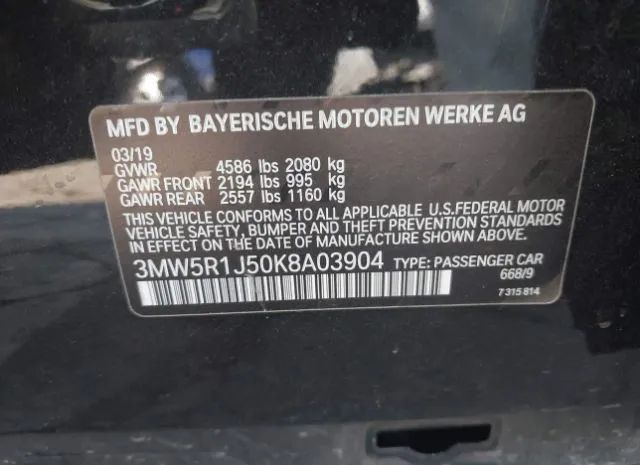 MFD BY BAYERISCHE MOTOREN WERKE AG
03/19
GVWR 4586 lbs 2080 kg
GAWR FRONT 2194 lbs 995 kg
GAWR REAR 2557 lbs 1160 kg
THIS VEHICLE CONFORMS TO ALL APPLICABLE U.S.FEDERAL MOTOR
VEHICLE SAFETY, BUMPER AND THEFT PREVENTION STANDARDS
IN EFFECT ON THE DATE OF MANUFACTURE SHOWN ABOVE.
3MW5R1J50K8A03904 TYPE: PASSENGER CAR
668/9
7 315 814